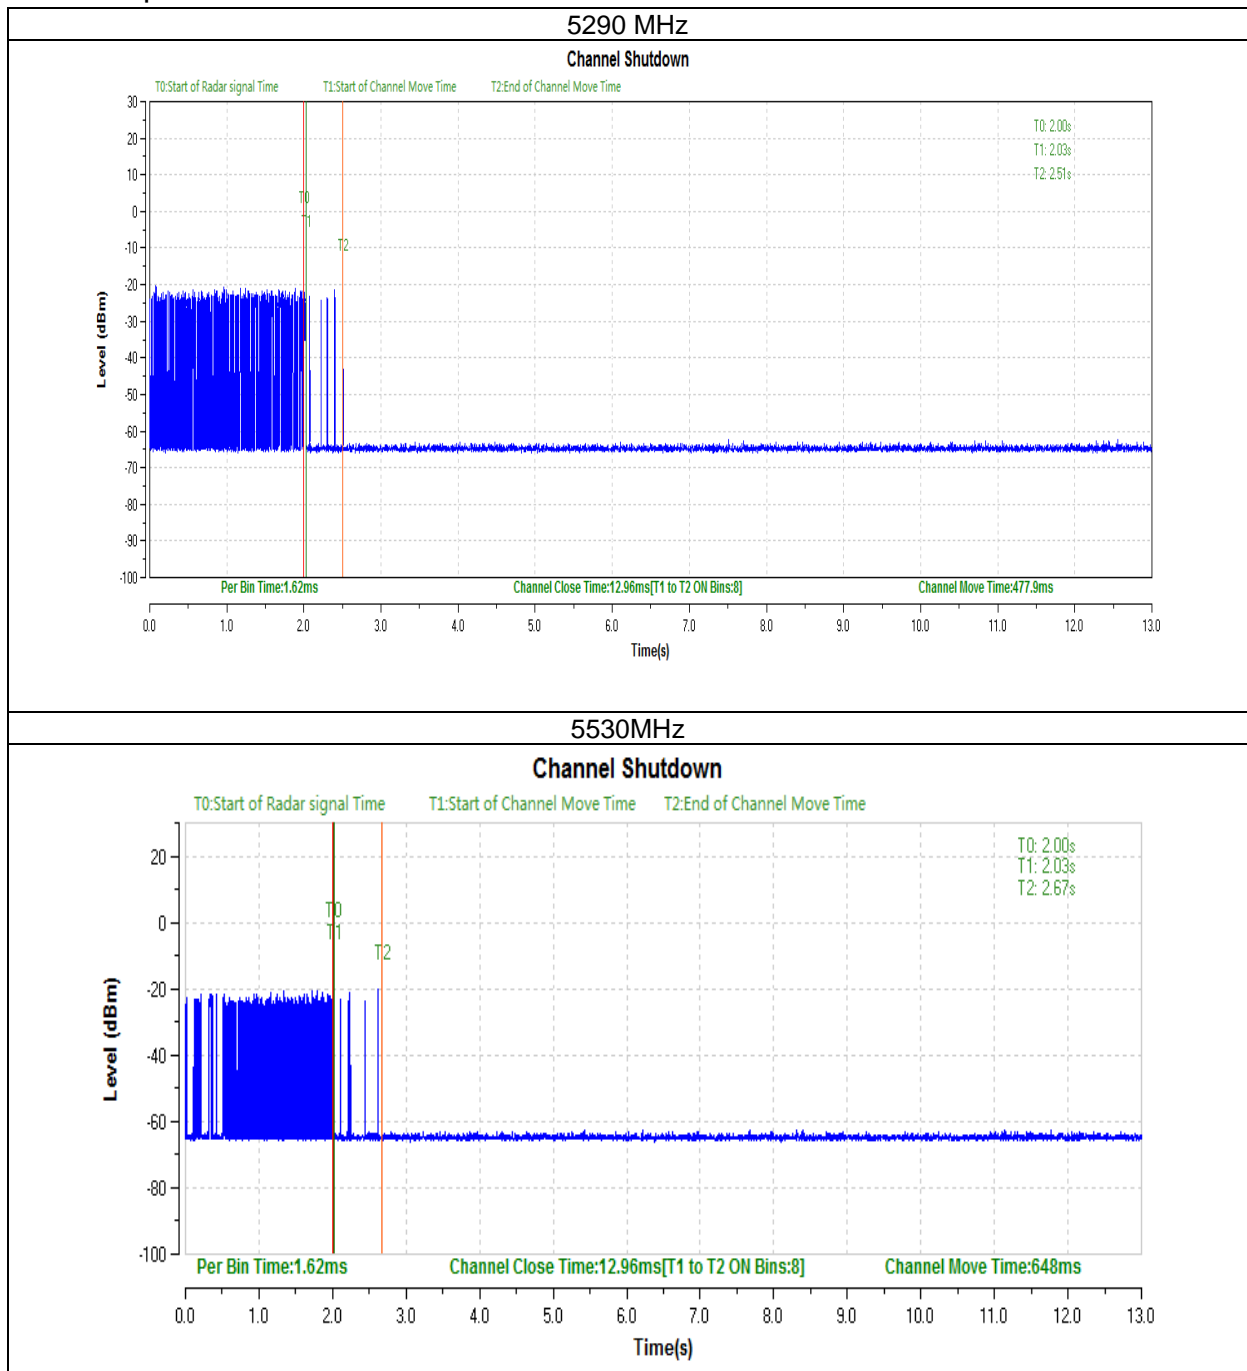 5290 MHz
Channel Shutdown
T0:Start of Radar signal Time T1:Start of Channel Move Time T2:End of Channel Move Time
30
20
10
0
-10
-20
-30
-40
-50
-60
-70
-80
-90
-100
Level (dBm)
T0: 2.00s
T1: 2.03s
T2: 2.51s
T0
T1
T2
Per Bin Time:1.62ms Channel Close Time:12.96ms[T1 to T2 ON Bins:8] Channel Move Time:477.9ms
0.0 1.0 2.0 3.0 4.0 5.0 6.0 7.0 8.0 9.0 10.0 11.0 12.0 13.0
Time(s)
5530MHz
Channel Shutdown
T0:Start of Radar signal Time T1:Start of Channel Move Time T2:End of Channel Move Time
20
0
-20
-40
-60
-80
-100
Level (dBm)
T0: 2.00s
T1: 2.03s
T2: 2.67s
T0
T1
T2
Per Bin Time:1.62ms Channel Close Time:12.96ms[T1 to T2 ON Bins:8] Channel Move Time:648ms
0.0 1.0 2.0 3.0 4.0 5.0 6.0 7.0 8.0 9.0 10.0 11.0 12.0 13.0
Time(s)